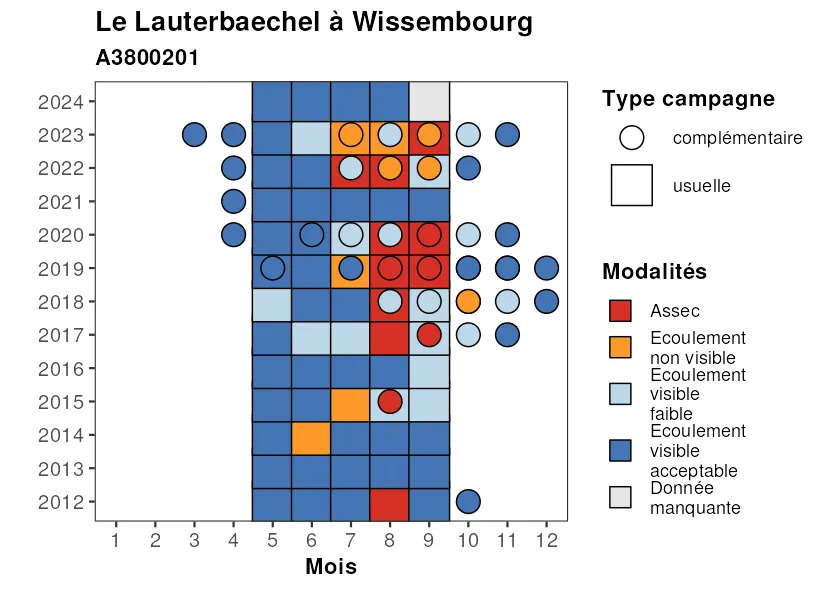 Le Lauterbaechel à Wissembourg
A3800201
2024
2023
2022
2021
2020
2019
2018
2017
2016
2015
2014
2013
2012
1 2 3 4 5 6 7 8 9 10 11 12
Mois
Type campagne
complémentaire
usuelle
Modalités
Assec
Ecoulement
non visible
Ecoulement
visible
faible
Ecoulement
visible
acceptable
Donnée
manquante